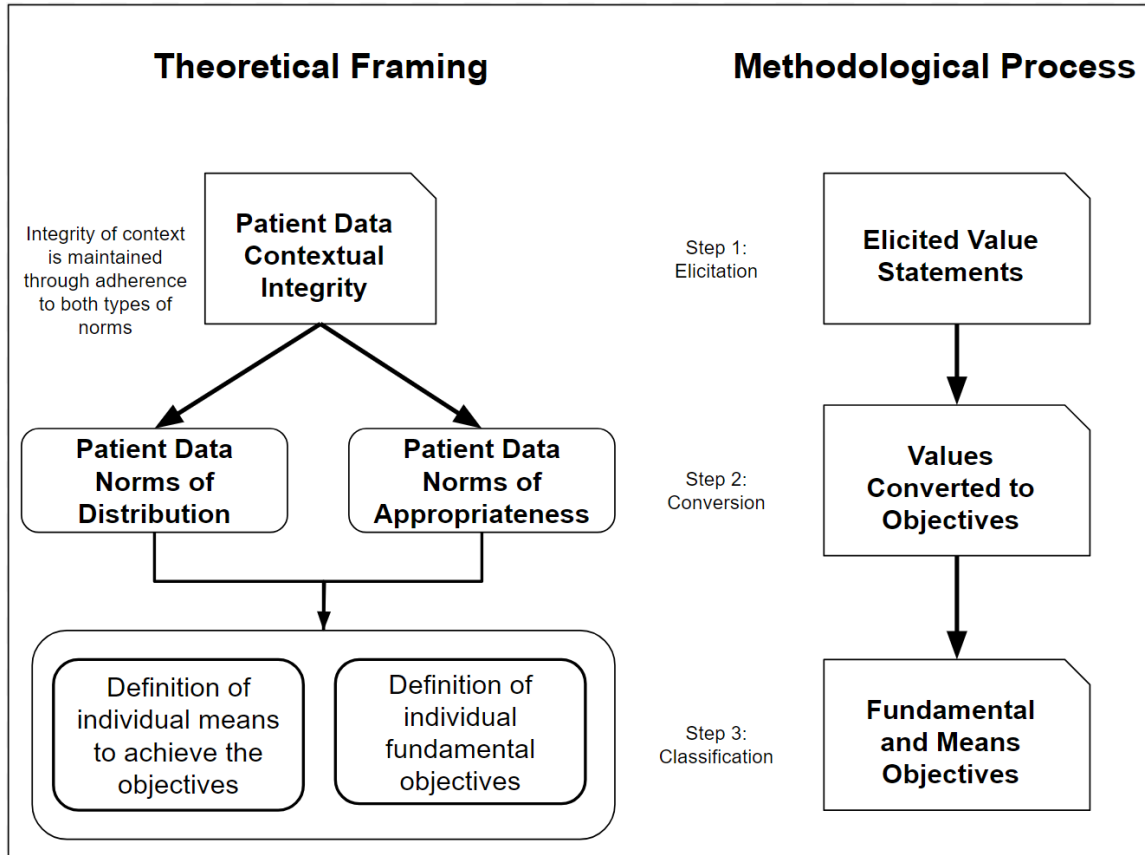 Theoretical Framing
Methodological Process
Integrity of context
is maintained
through adherence
to both types of
norms
Patient Data
Contextual
Integrity
Step 1:
Elicitation
Elicited Value
Statements
Patient Data
Norms of
Distribution
Patient Data
Norms of
Appropriateness
Step 2:
Conversion
Values
Converted to
Objectives
Definition of
individual means
to achieve the
objectives
Definition of
individual
fundamental
objectives
Step 3:
Classification
Fundamental
and Means
Objectives